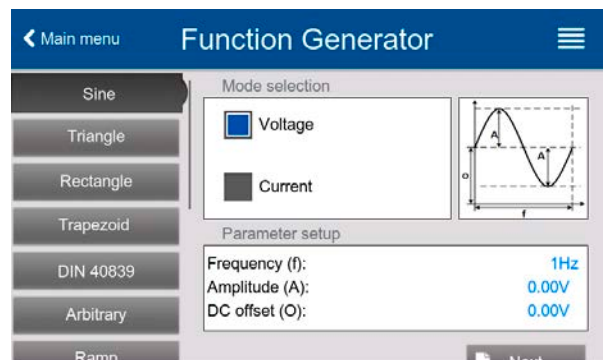 Main menu
Function Generator
Sine
Triangle
Rectangle
Trapezoid
DIN 40839
Arbitrary
Ramp
Mode selection
Voltage
Current
A
A
o
f
Parameter setup
Frequency (f): 1Hz
Amplitude (A): 0.00V
DC offset (O): 0.00V
Next